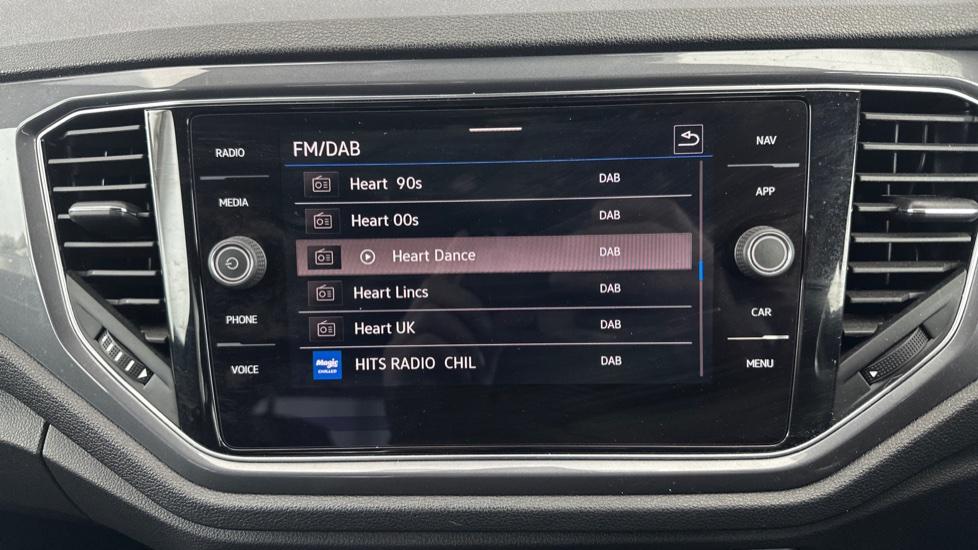 FM/DAB
RADIO
MEDIA
PHONE
VOICE
Heart 90s DAB
Heart 00s DAB
Heart Dance DAB
Heart Lincs DAB
Heart UK DAB
Magic
CHILLED
HITS RADIO CHIL DAB
NAV
APP
CAR
MENU